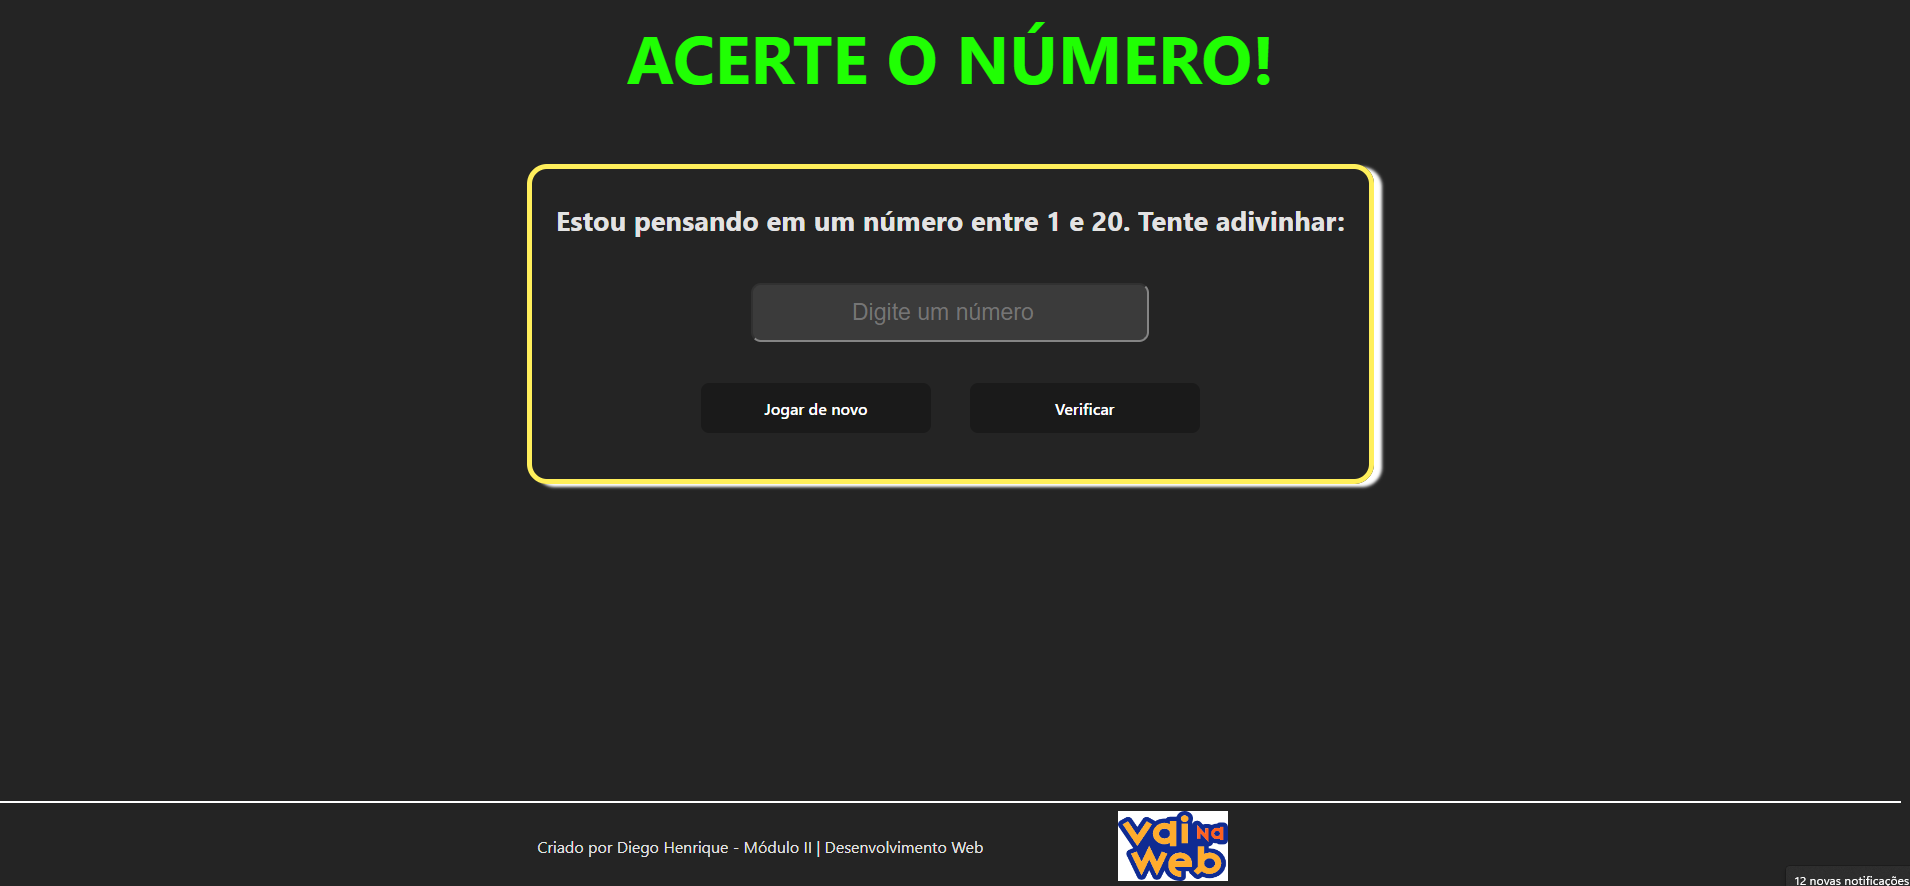 ACERTE O NÚMERO!
Estou pensando em um número entre 1 e 20. Tente adivinhar:
Digite um número
Jogar de novo
Verificar
Criado por Diego Henrique - Módulo II | Desenvolvimento Web
vai na
web
12 novas notificações